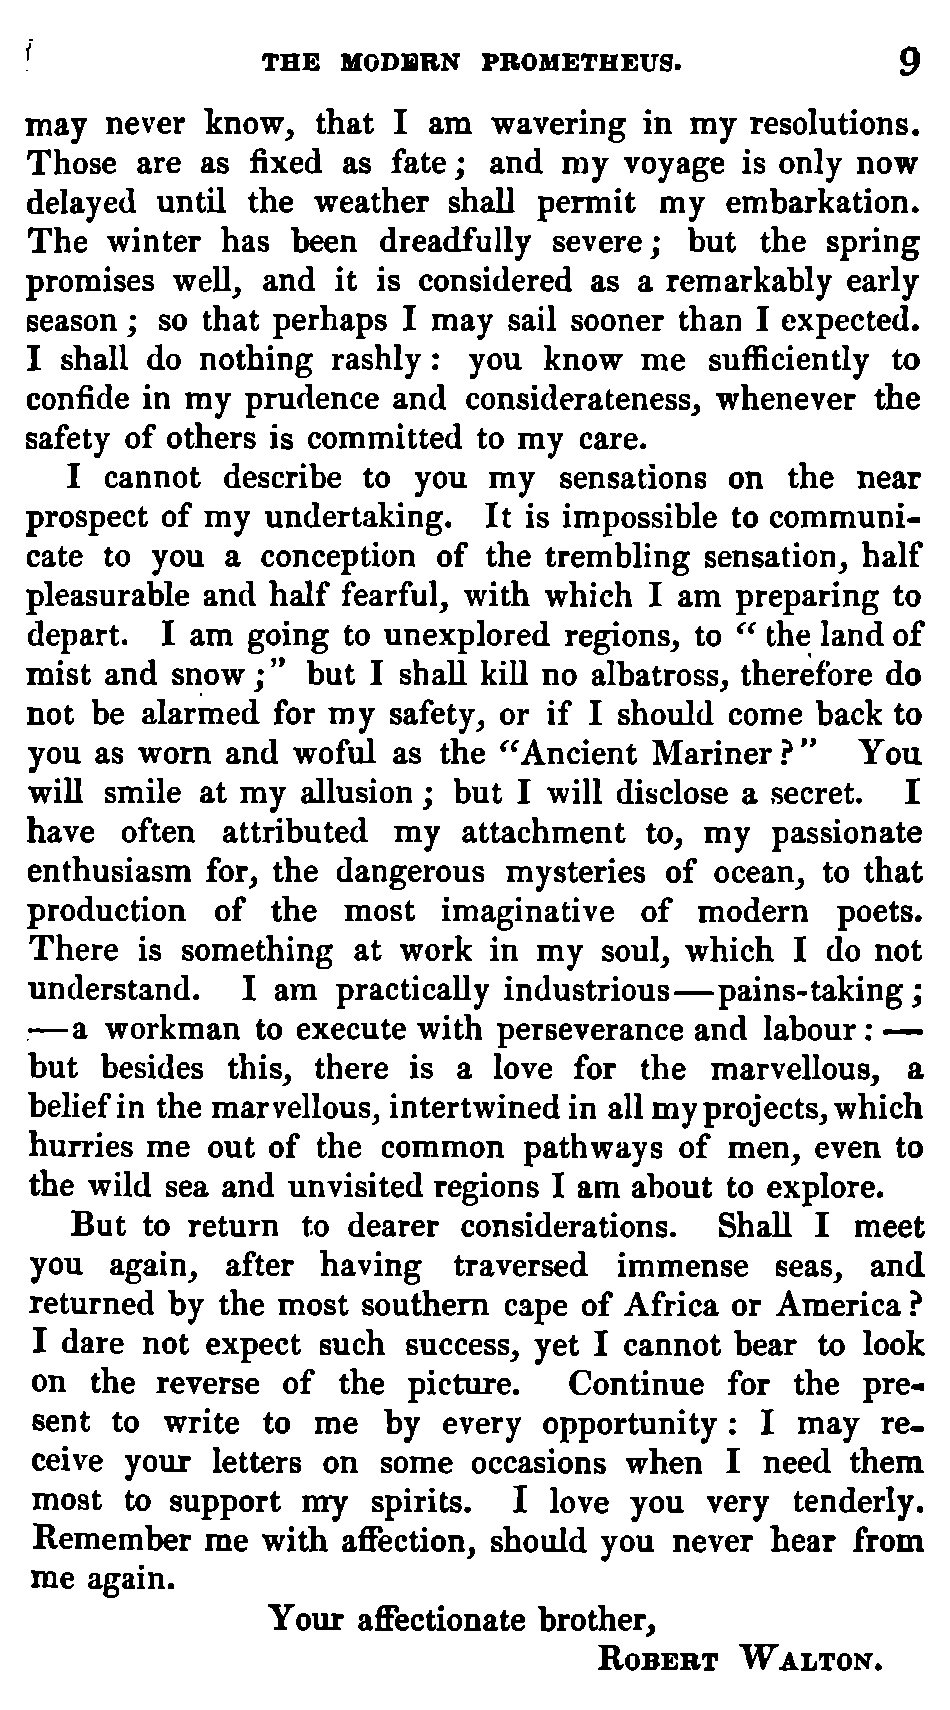 THE MODERN PROMETHEUS. 9
may never know, that I am wavering in my resolutions.
Those are as fixed as fate; and my voyage is only now
delayed until the weather shall permit my embarkation.
The winter has been dreadfully severe; but the spring
promises well, and it is considered as a remarkably early
season; so that perhaps I may sail sooner than I expected.
I shall do nothing rashly: you know me sufficiently to
confide in my prudence and considerateness, whenever the
safety of others is committed to my care.
I cannot describe to you my sensations on the near
prospect of my undertaking. It is impossible to communi-
cate to you a conception of the trembling sensation, half
pleasurable and half fearful, with which I am preparing to
depart. I am going to unexplored regions, to “the land of
mist and snow;” but I shall kill no albatross, therefore do
not be alarmed for my safety, or if I should come back to
you as worn and woful as the “Ancient Mariner?” You
will smile at my allusion; but I will disclose a secret. I
have often attributed my attachment to, my passionate
enthusiasm for, the dangerous mysteries of ocean, to that
production of the most imaginative of modern poets.
There is something at work in my soul, which I do not
understand. I am practically industrious—pains-taking;
—a workman to execute with perseverance and labour:—
but besides this, there is a love for the marvellous, a
belief in the marvellous, intertwined in all my projects, which
hurries me out of the common pathways of men, even to
the wild sea and unvisited regions I am about to explore.
But to return to dearer considerations. Shall I meet
you again, after having traversed immense seas, and
returned by the most southern cape of Africa or America?
I dare not expect such success, yet I cannot bear to look
on the reverse of the picture. Continue for the pre-
sent to write to me by every opportunity: I may re-
ceive your letters on some occasions when I need them
most to support my spirits. I love you very tenderly.
Remember me with affection, should you never hear from
me again.
Your affectionate brother,
ROBERT WALTON.